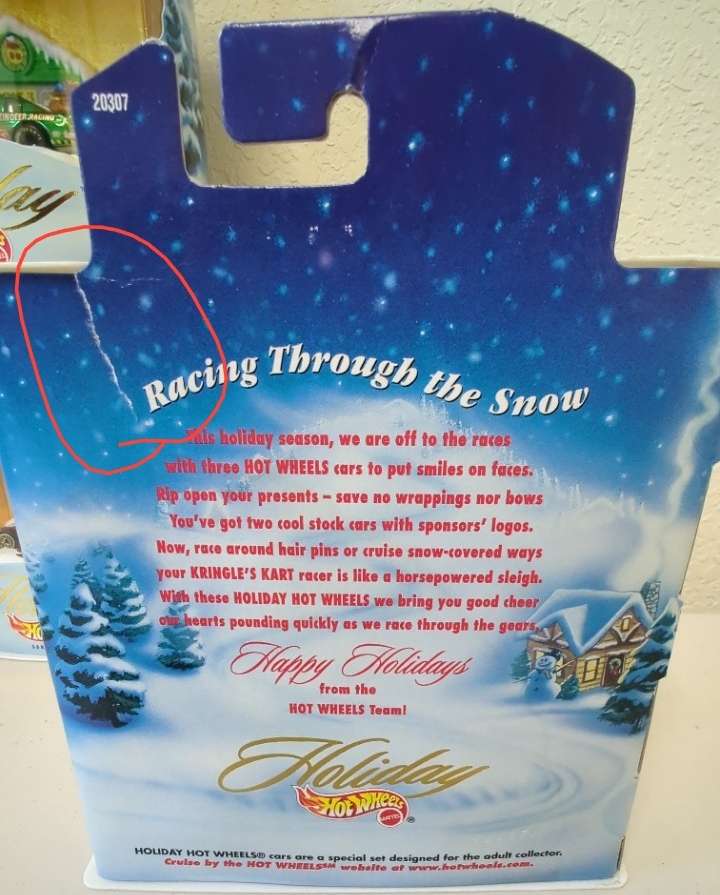 20307
REINDEER RACING
Racing Through the Snow
This holiday season, we are off to the races
with three HOT WHEELS cars to put smiles on faces.
Rip open your presents – save no wrappings nor bows
You've got two cool stock cars with sponsors' logos.
Now, race around hair pins or cruise snow-covered ways
your KRINGLE'S KART racer is like a horsepowered sleigh.
With these HOLIDAY HOT WHEELS we bring you good cheer
our hearts pounding quickly as we race through the gears.
Happy Holidays
from the
HOT WHEELS Team!
Holiday
HOT WHEELS
MATTEL
®
HOLIDAY HOT WHEELS® cars are a special set designed for the adult collector.
Cruise by the HOT WHEELS℠ website at www.hotwheels.com.